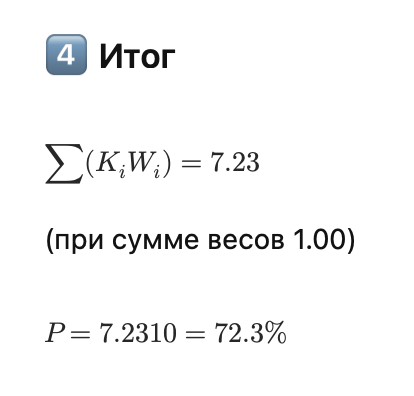 4️⃣ Итог
∑(KᵢWᵢ) = 7.23
(при сумме весов 1.00)
P = 7.2310 = 72.3%